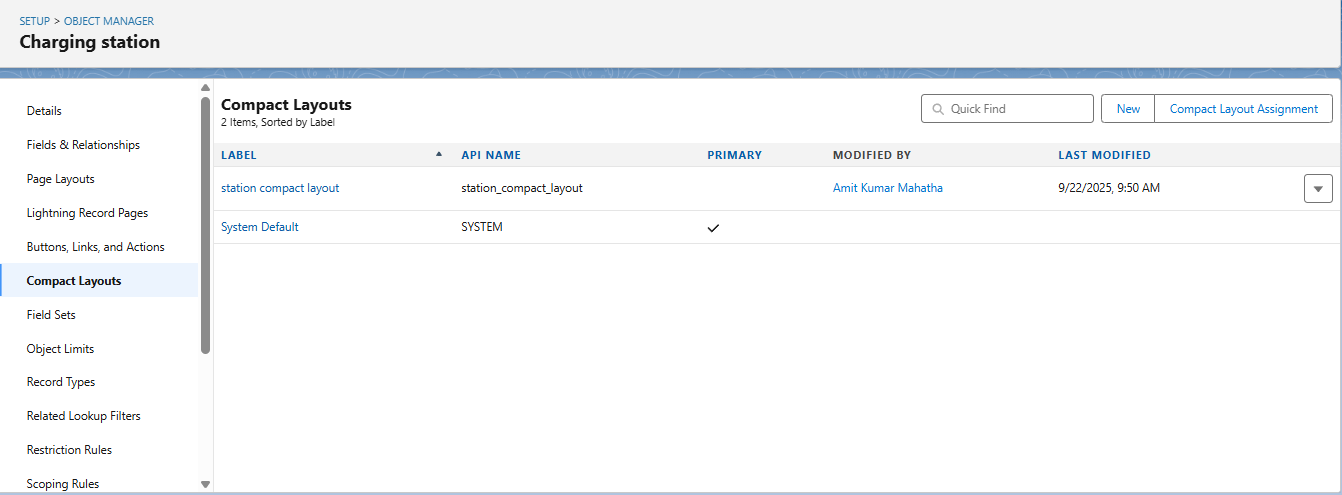 SETUP > OBJECT MANAGER
Charging station
Details
Fields & Relationships
Page Layouts
Lightning Record Pages
Buttons, Links, and Actions
Compact Layouts
Field Sets
Object Limits
Record Types
Related Lookup Filters
Restriction Rules
Scoping Rules
Compact Layouts
2 Items, Sorted by Label
Quick Find
New
Compact Layout Assignment
LABEL API NAME PRIMARY MODIFIED BY LAST MODIFIED
station compact layout station_compact_layout Amit Kumar Mahatha 9/22/2025, 9:50 AM
System Default SYSTEM